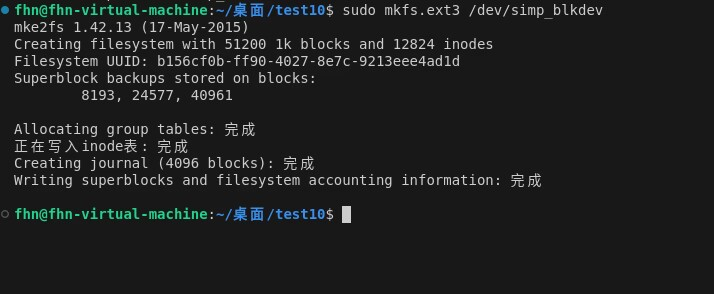 fhn@fhn-virtual-machine:~/桌面/test10$ sudo mkfs.ext3 /dev/simp_blkdev
mke2fs 1.42.13 (17-May-2015)
Creating filesystem with 51200 1k blocks and 12824 inodes
Filesystem UUID: b156cf0b-ff90-4027-8e7c-9213eee4ad1d
Superblock backups stored on blocks:
        8193, 24577, 40961

Allocating group tables: 完成
正在写入inode表: 完成
Creating journal (4096 blocks): 完成
Writing superblocks and filesystem accounting information: 完成

fhn@fhn-virtual-machine:~/桌面/test10$